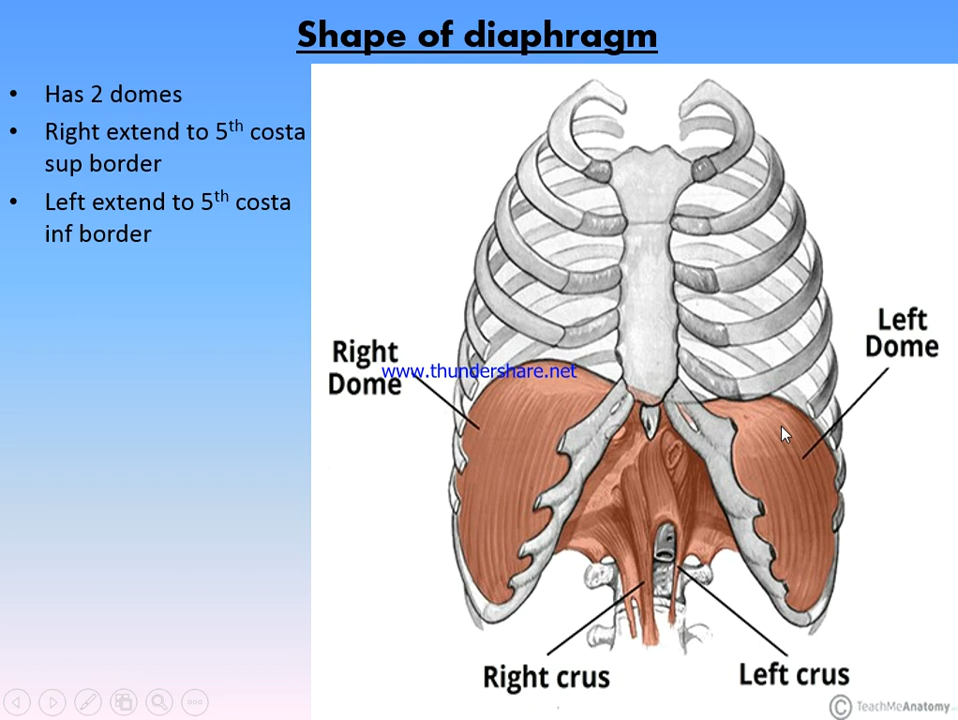 Shape of diaphragm
• Has 2 domes
• Right extend to 5th costa
sup border
• Left extend to 5th costa
inf border
Right
Dome
www.thundershare.net
Left
Dome
Right crus
Left crus
© TeachMeAnatomy